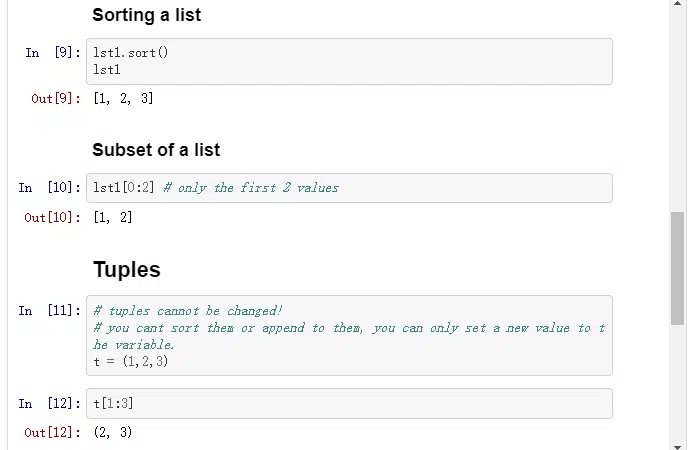 Sorting a list
In [9]: lst1.sort()
lst1
Out[9]: [1, 2, 3]
Subset of a list
In [10]: lst1[0:2] # only the first 2 values
Out[10]: [1, 2]
Tuples
In [11]: # tuples cannot be changed!
# you cant sort them or append to them, you can only set a new value to t
he variable.
t = (1,2,3)
In [12]: t[1:3]
Out[12]: (2, 3)